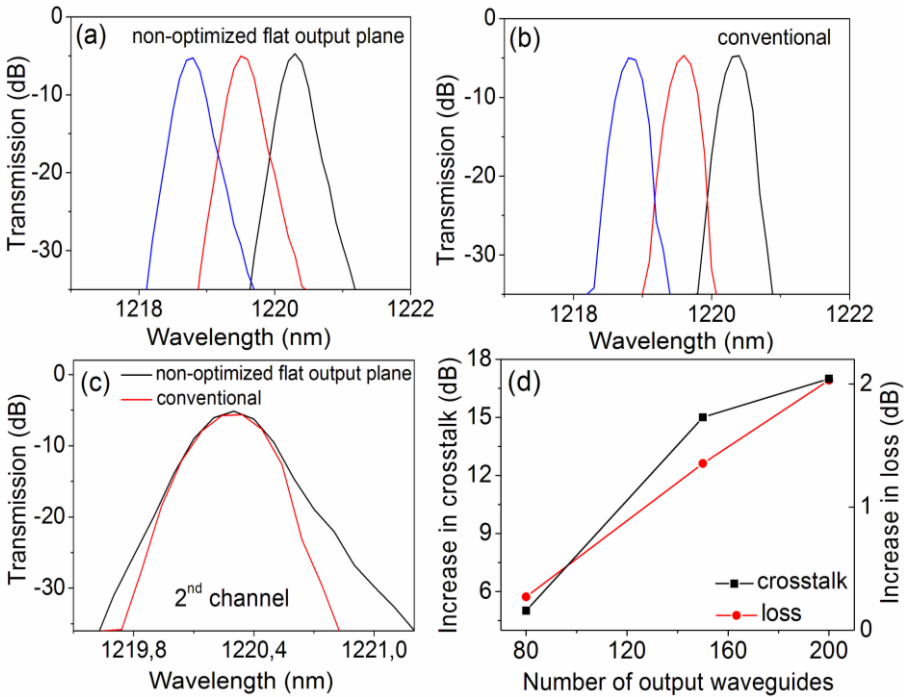 (a)
non-optimized flat output plane
Transmission (dB)
0
-10
-20
-30
1218
1220
1222
Wavelength (nm)
(b)
conventional
Transmission (dB)
0
-10
-20
-30
1218
1220
1222
Wavelength (nm)
(c)
non-optimized flat output plane
conventional
2nd channel
Transmission (dB)
0
-10
-20
-30
1219,8
1220,4
1221,0
Wavelength (nm)
(d)
Increase in crosstalk (dB)
18
15
12
9
6
crosstalk
loss
2
1
0
Increase in loss (dB)
80
120
160
200
Number of output waveguides